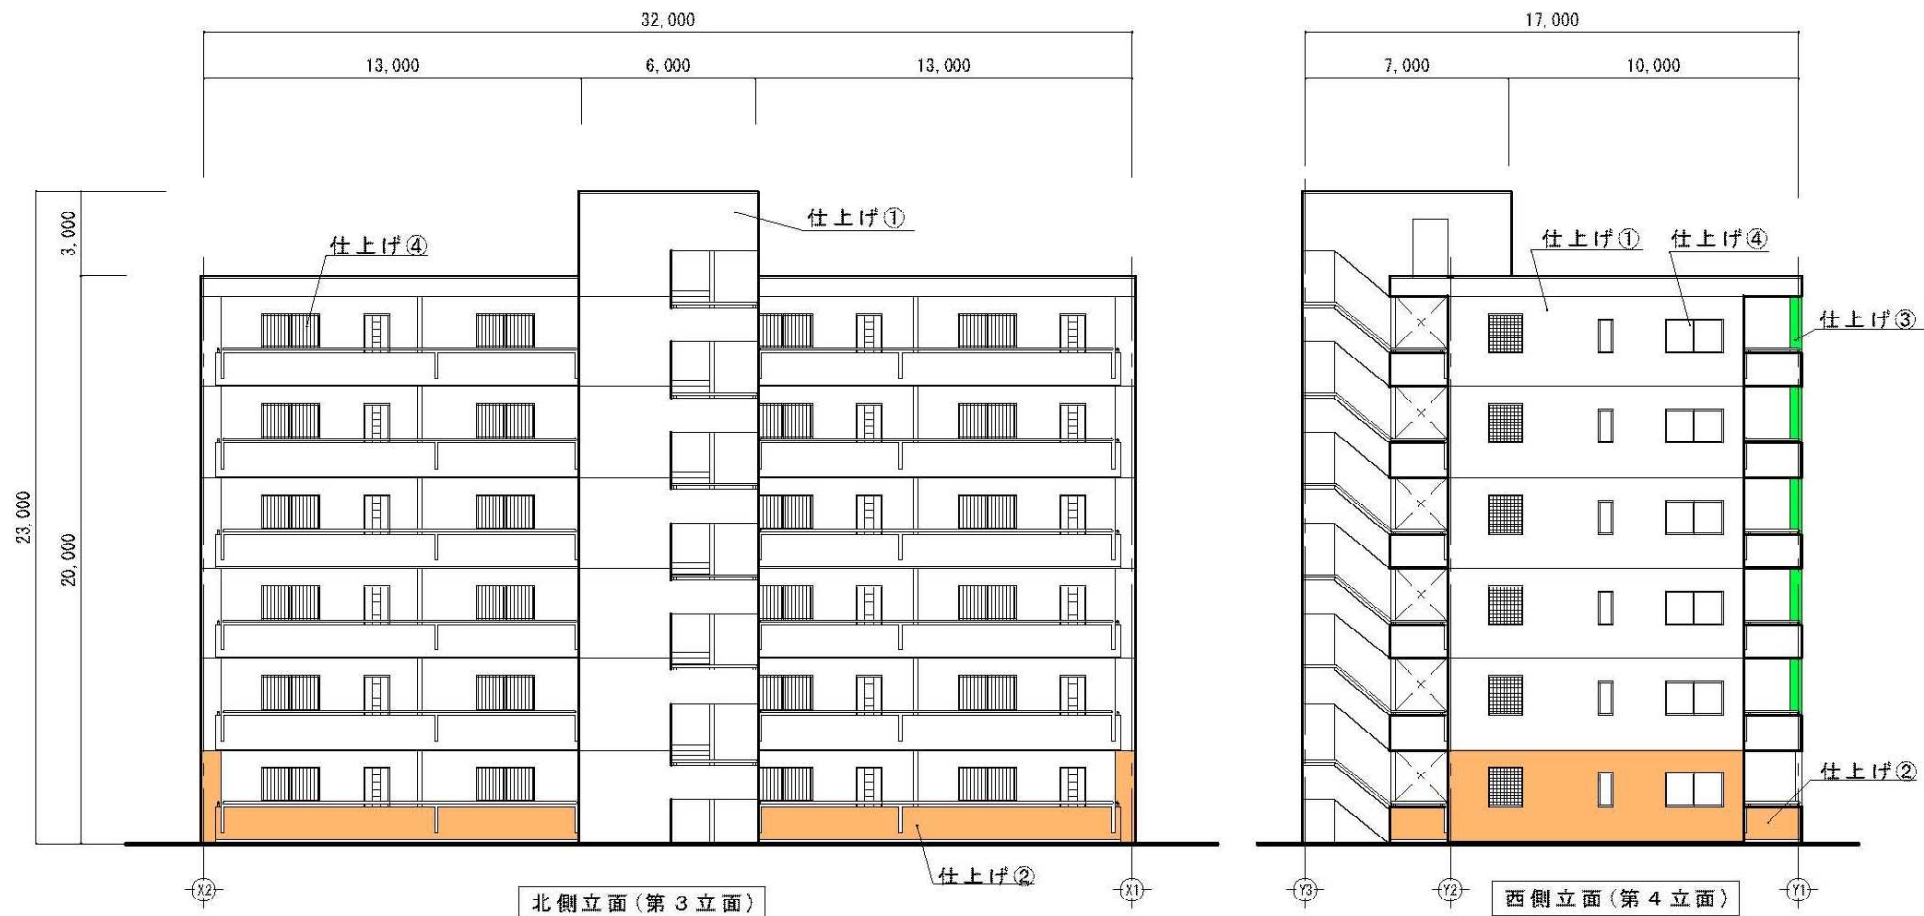 32,000
17,000
13,000
6,000
13,000
7,000
10,000
3,000
20,000
23,000
仕上げ①
仕上げ④
仕上げ①
仕上げ④
仕上げ③
仕上げ②
仕上げ②
X2
X1
Y3
Y2
Y1
北側立面(第3立面)
西側立面(第4立面)